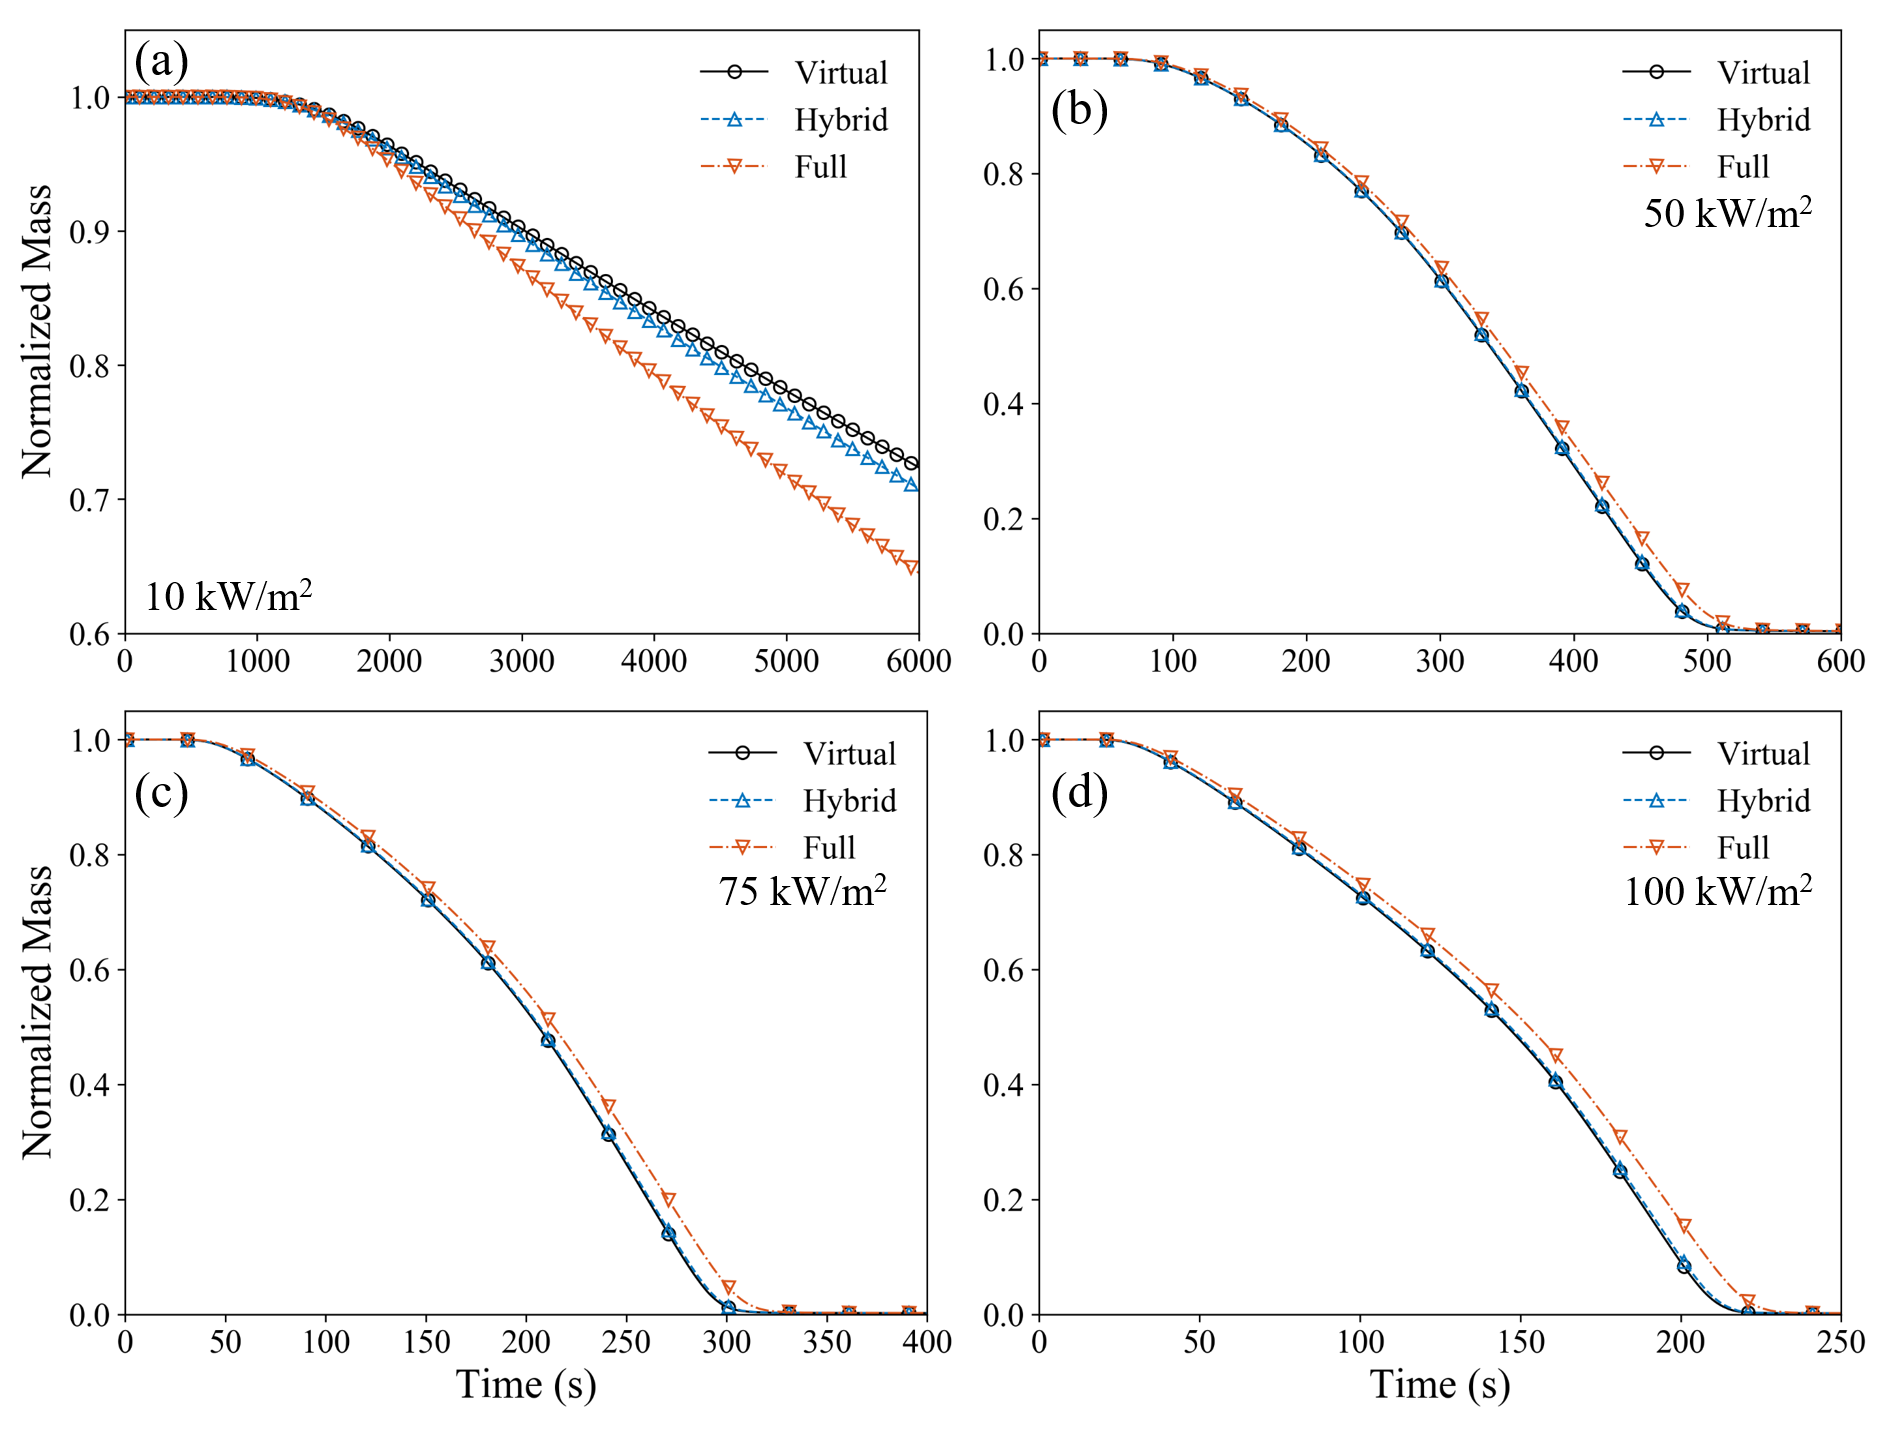 (a)
Virtual
Hybrid
Full
10 kW/m²
Normalized Mass
1.0
0.9
0.8
0.7
0.6
0 1000 2000 3000 4000 5000 6000
(b)
Virtual
Hybrid
Full
50 kW/m²
1.0
0.8
0.6
0.4
0.2
0.0
0 100 200 300 400 500 600
(c)
Virtual
Hybrid
Full
75 kW/m²
Normalized Mass
1.0
0.8
0.6
0.4
0.2
0.0
0 50 100 150 200 250 300 350 400
Time (s)
(d)
Virtual
Hybrid
Full
100 kW/m²
1.0
0.8
0.6
0.4
0.2
0.0
0 50 100 150 200 250
Time (s)